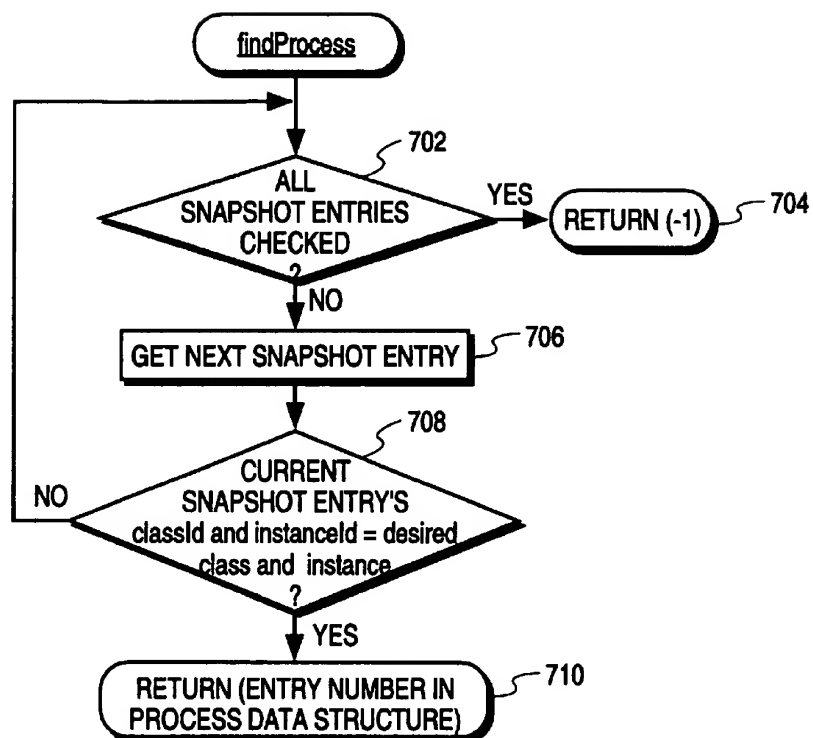 findProcess
702
ALL
SNAPSHOT ENTRIES
CHECKED
?
YES
RETURN (-1)
704
NO
GET NEXT SNAPSHOT ENTRY
706
708
CURRENT
SNAPSHOT ENTRY'S
classId and instanceId = desired
class and instance
?
NO
YES
RETURN (ENTRY NUMBER IN
PROCESS DATA STRUCTURE)
710